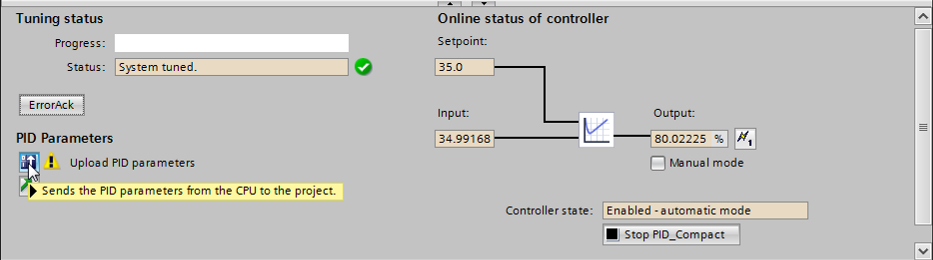 Tuning status
Progress:
Status: System tuned.
ErrorAck
PID Parameters
Upload PID parameters
Sends the PID parameters from the CPU to the project.
Online status of controller
Setpoint:
35.0
Input:
34.99168
Output:
80.02225 %
1
Manual mode
Controller state: Enabled - automatic mode
Stop PID_Compact